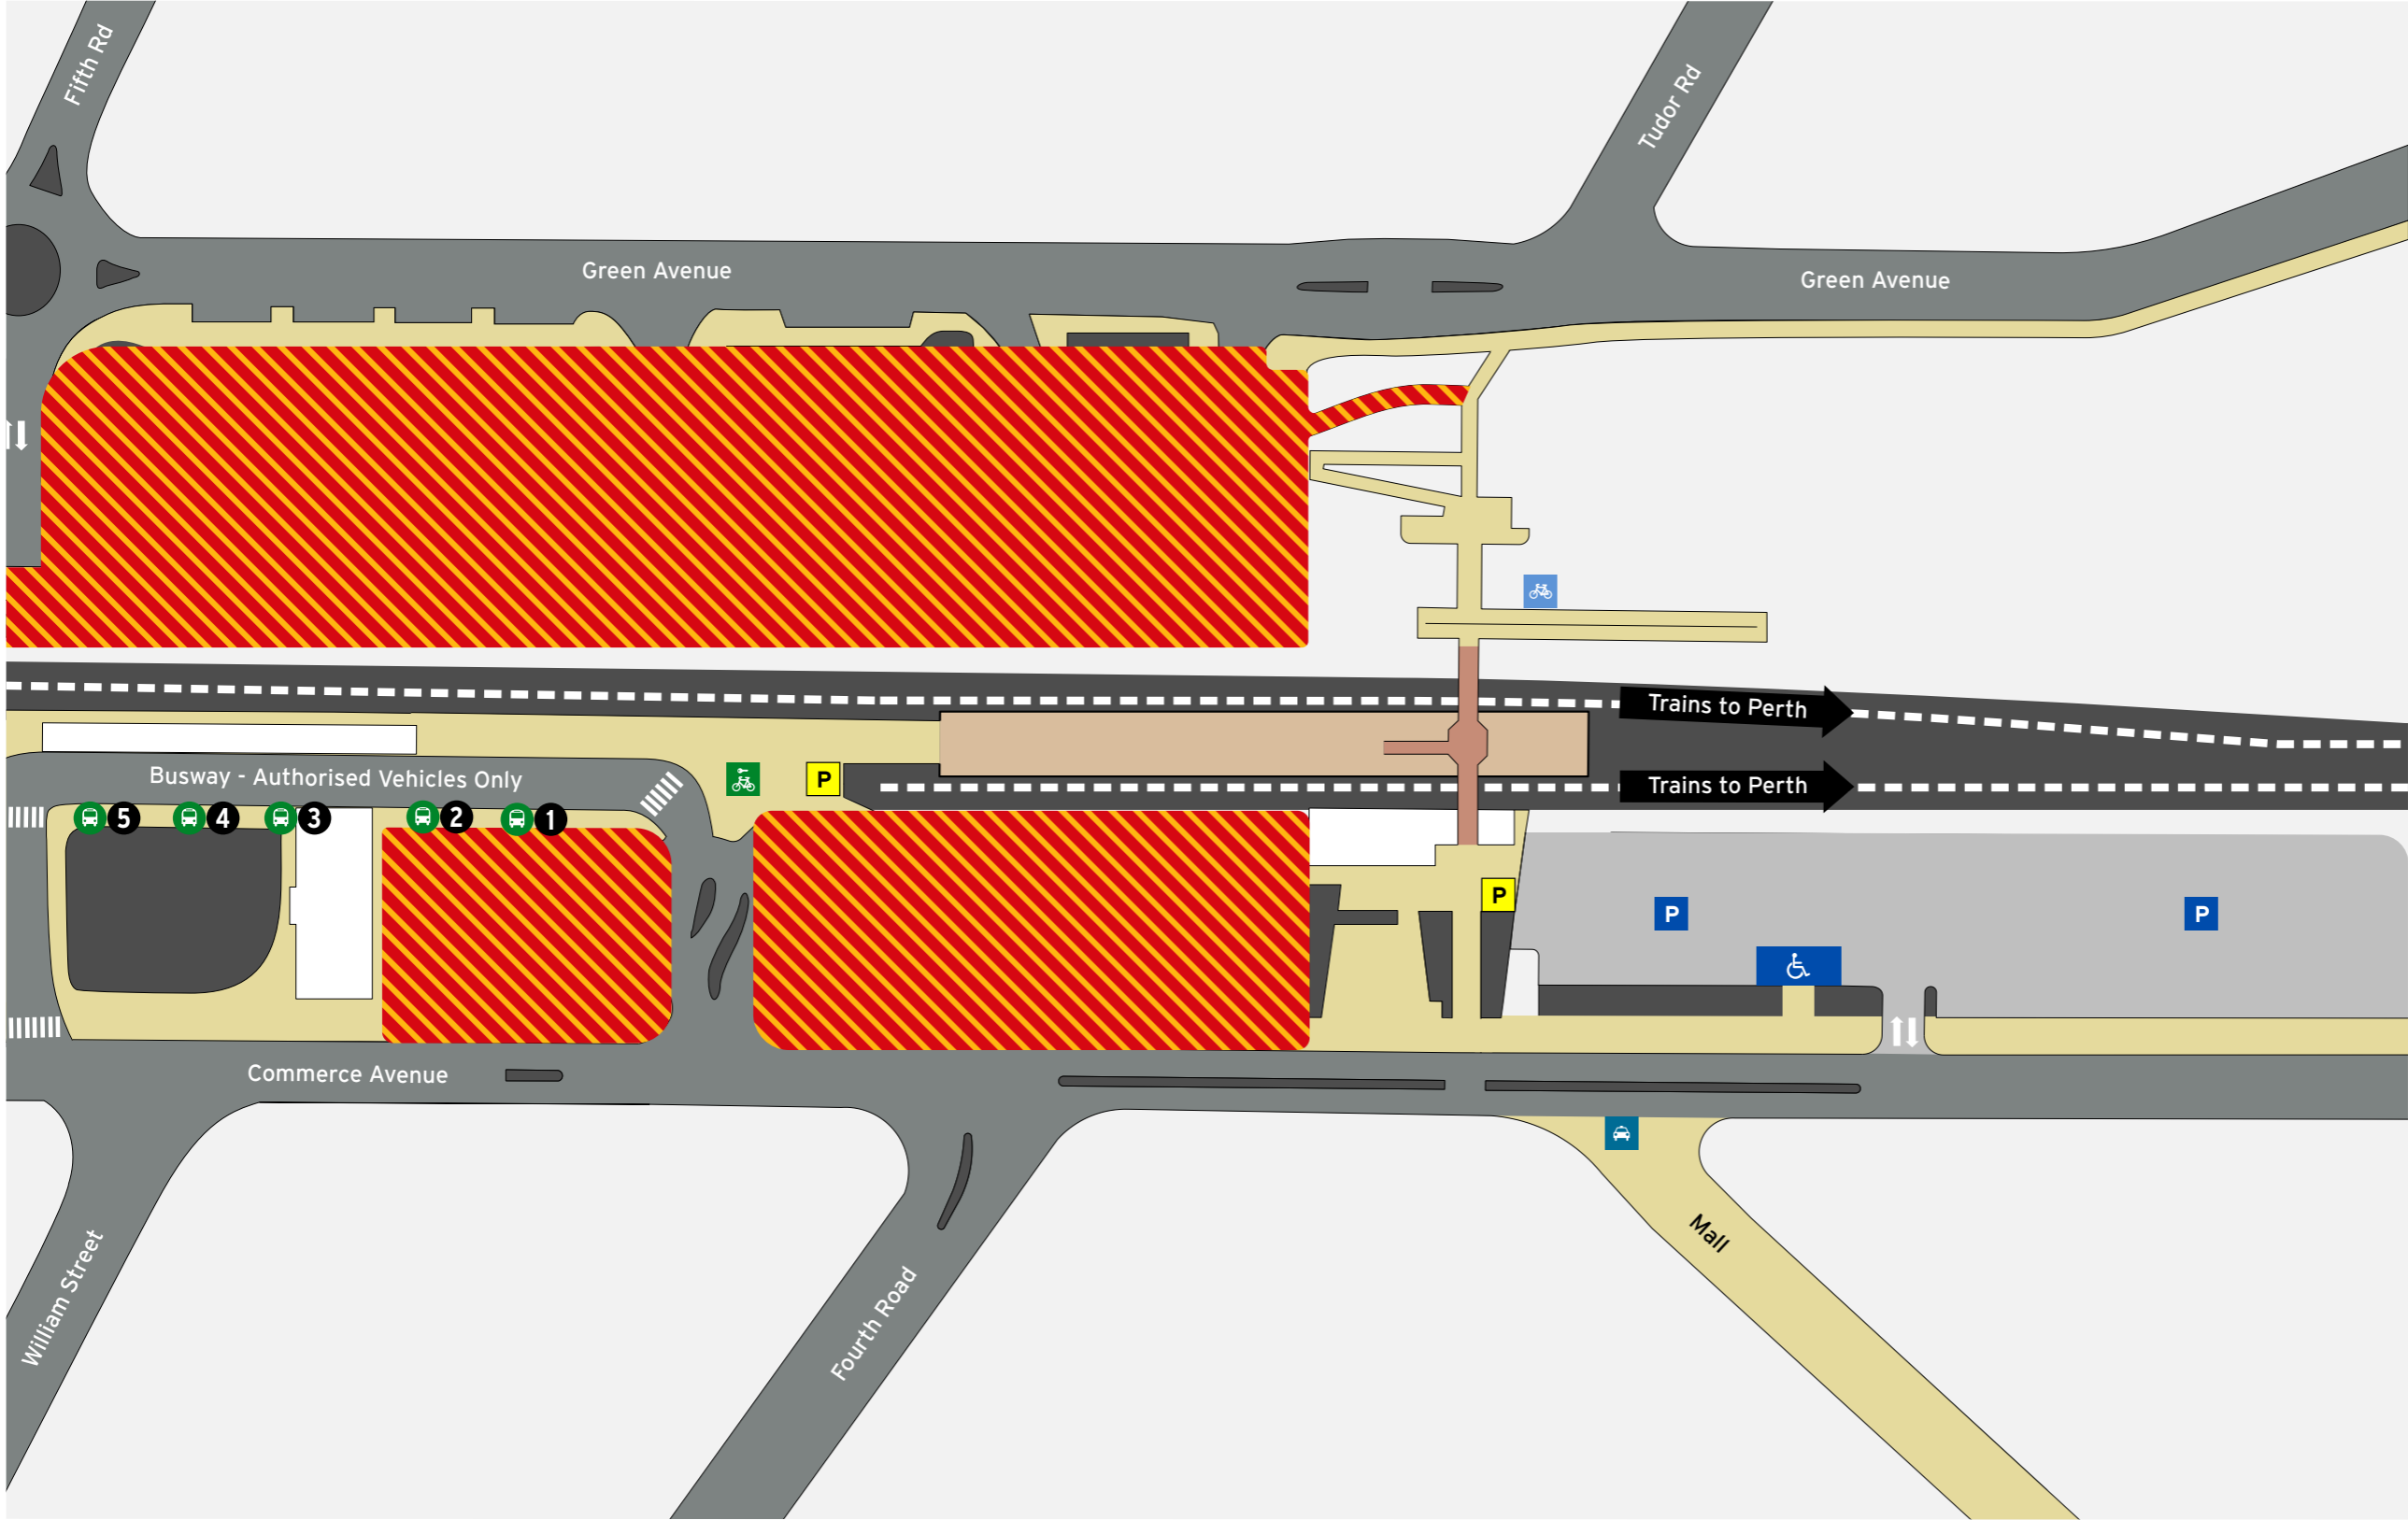 Fifth Rd
Tudor Rd
Green Avenue
Green Avenue
Trains to Perth
Busway - Authorised Vehicles Only
P
Trains to Perth
5
4
3
2
1
P
P
P
Commerce Avenue
Mall
William Street
Fourth Road